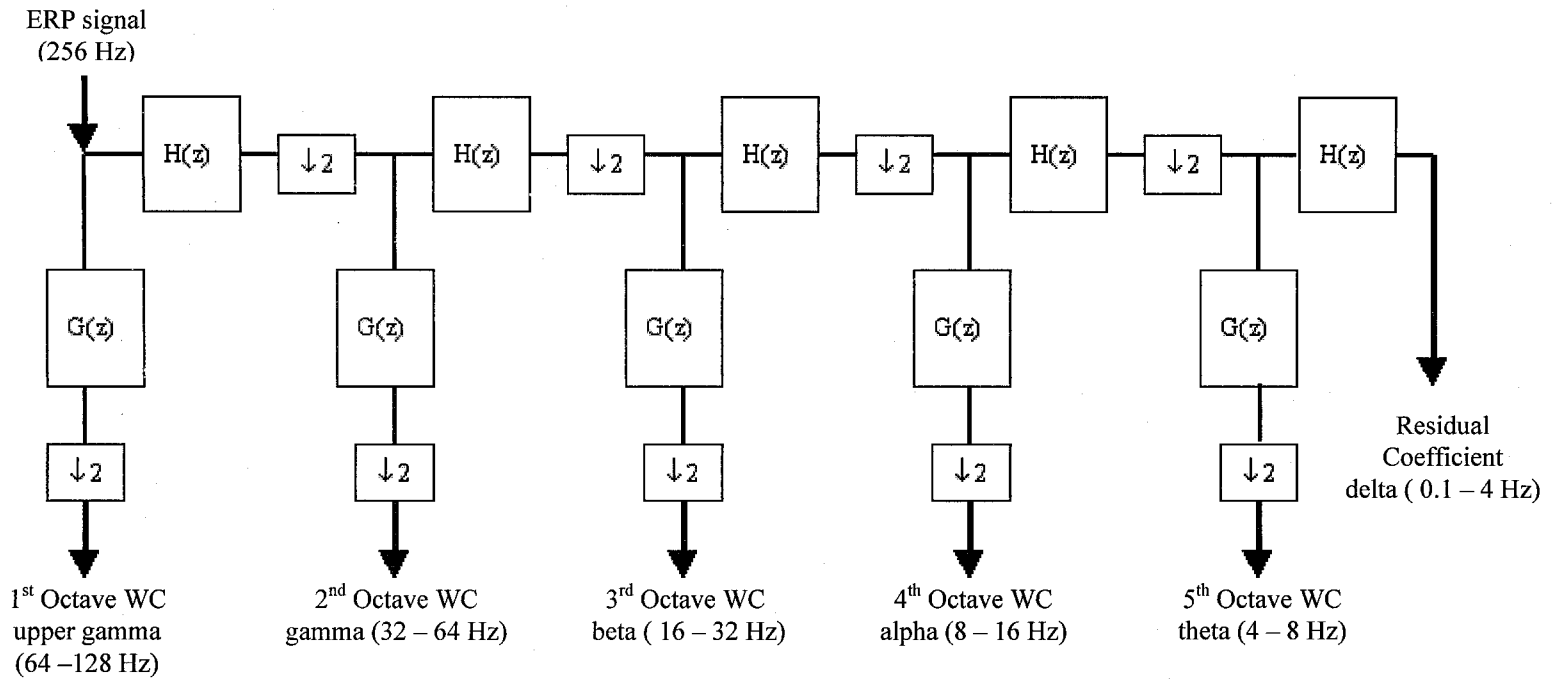 ERP signal
(256 Hz)
H(z)
↓2
H(z)
↓2
H(z)
↓2
H(z)
↓2
H(z)
G(z)
G(z)
G(z)
G(z)
G(z)
↓2
↓2
↓2
↓2
↓2
Residual
Coefficient
delta ( 0.1 – 4 Hz)
1st Octave WC
upper gamma
(64 –128 Hz)
2nd Octave WC
gamma (32 – 64 Hz)
3rd Octave WC
beta ( 16 – 32 Hz)
4th Octave WC
alpha (8 – 16 Hz)
5th Octave WC
theta (4 – 8 Hz)